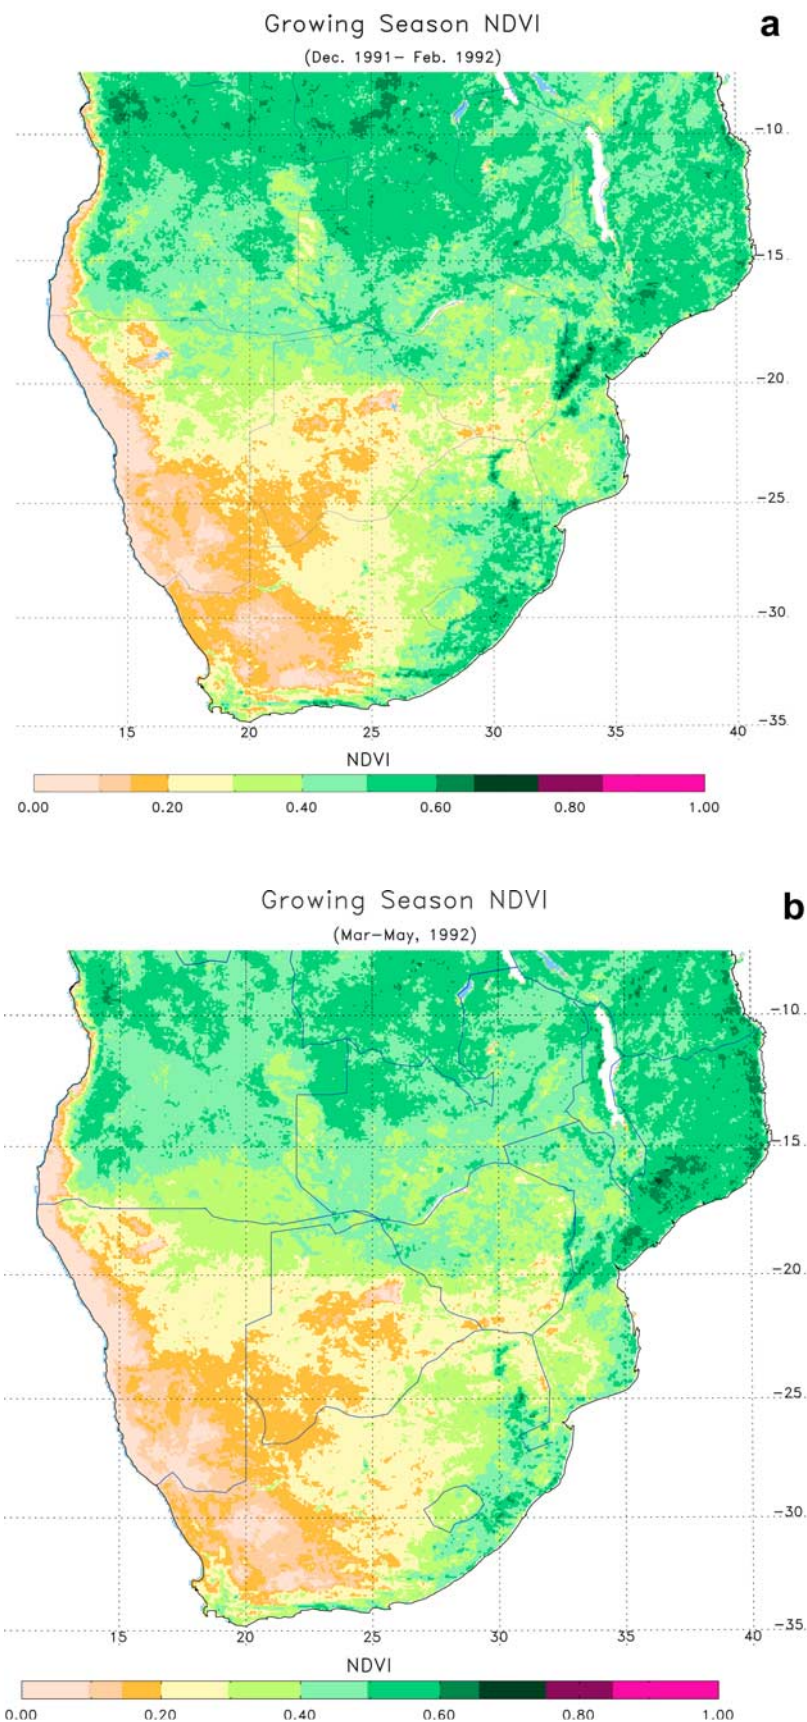 Growing Season NDVI
a
(Dec. 1991– Feb. 1992)
–10
–15
–20
–25
–30
–35
15 20 25 30 35 40
NDVI
0.00 0.20 0.40 0.60 0.80 1.00
Growing Season NDVI
b
(Mar–May, 1992)
–10
–15
–20
–25
–30
–35
15 20 25 30 35 40
NDVI
0.00 0.20 0.40 0.60 0.80 1.00